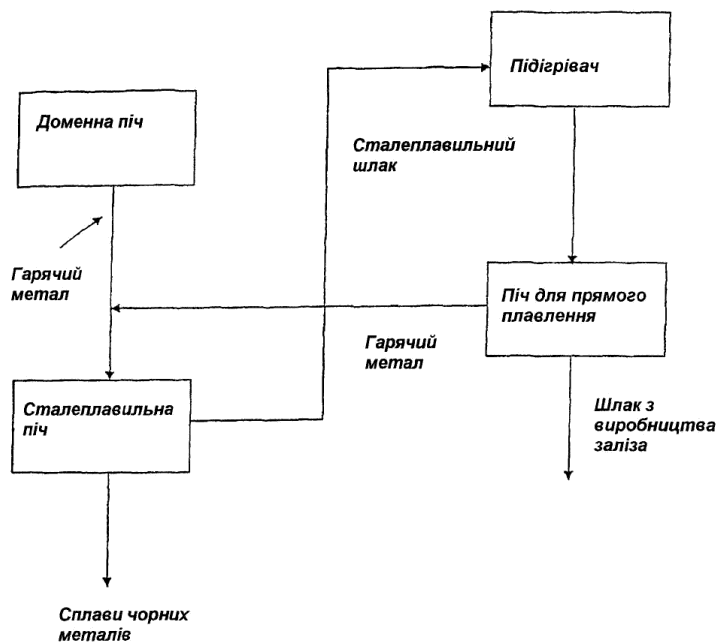 Підігрівач
Доменна піч
Сталеплавильний
шлак
Гарячий
метал
Піч для прямого
плавлення
Гарячий
метал
Сталеплавильна
піч
Шлак з
виробництва
заліза
Сплави чорних
металів